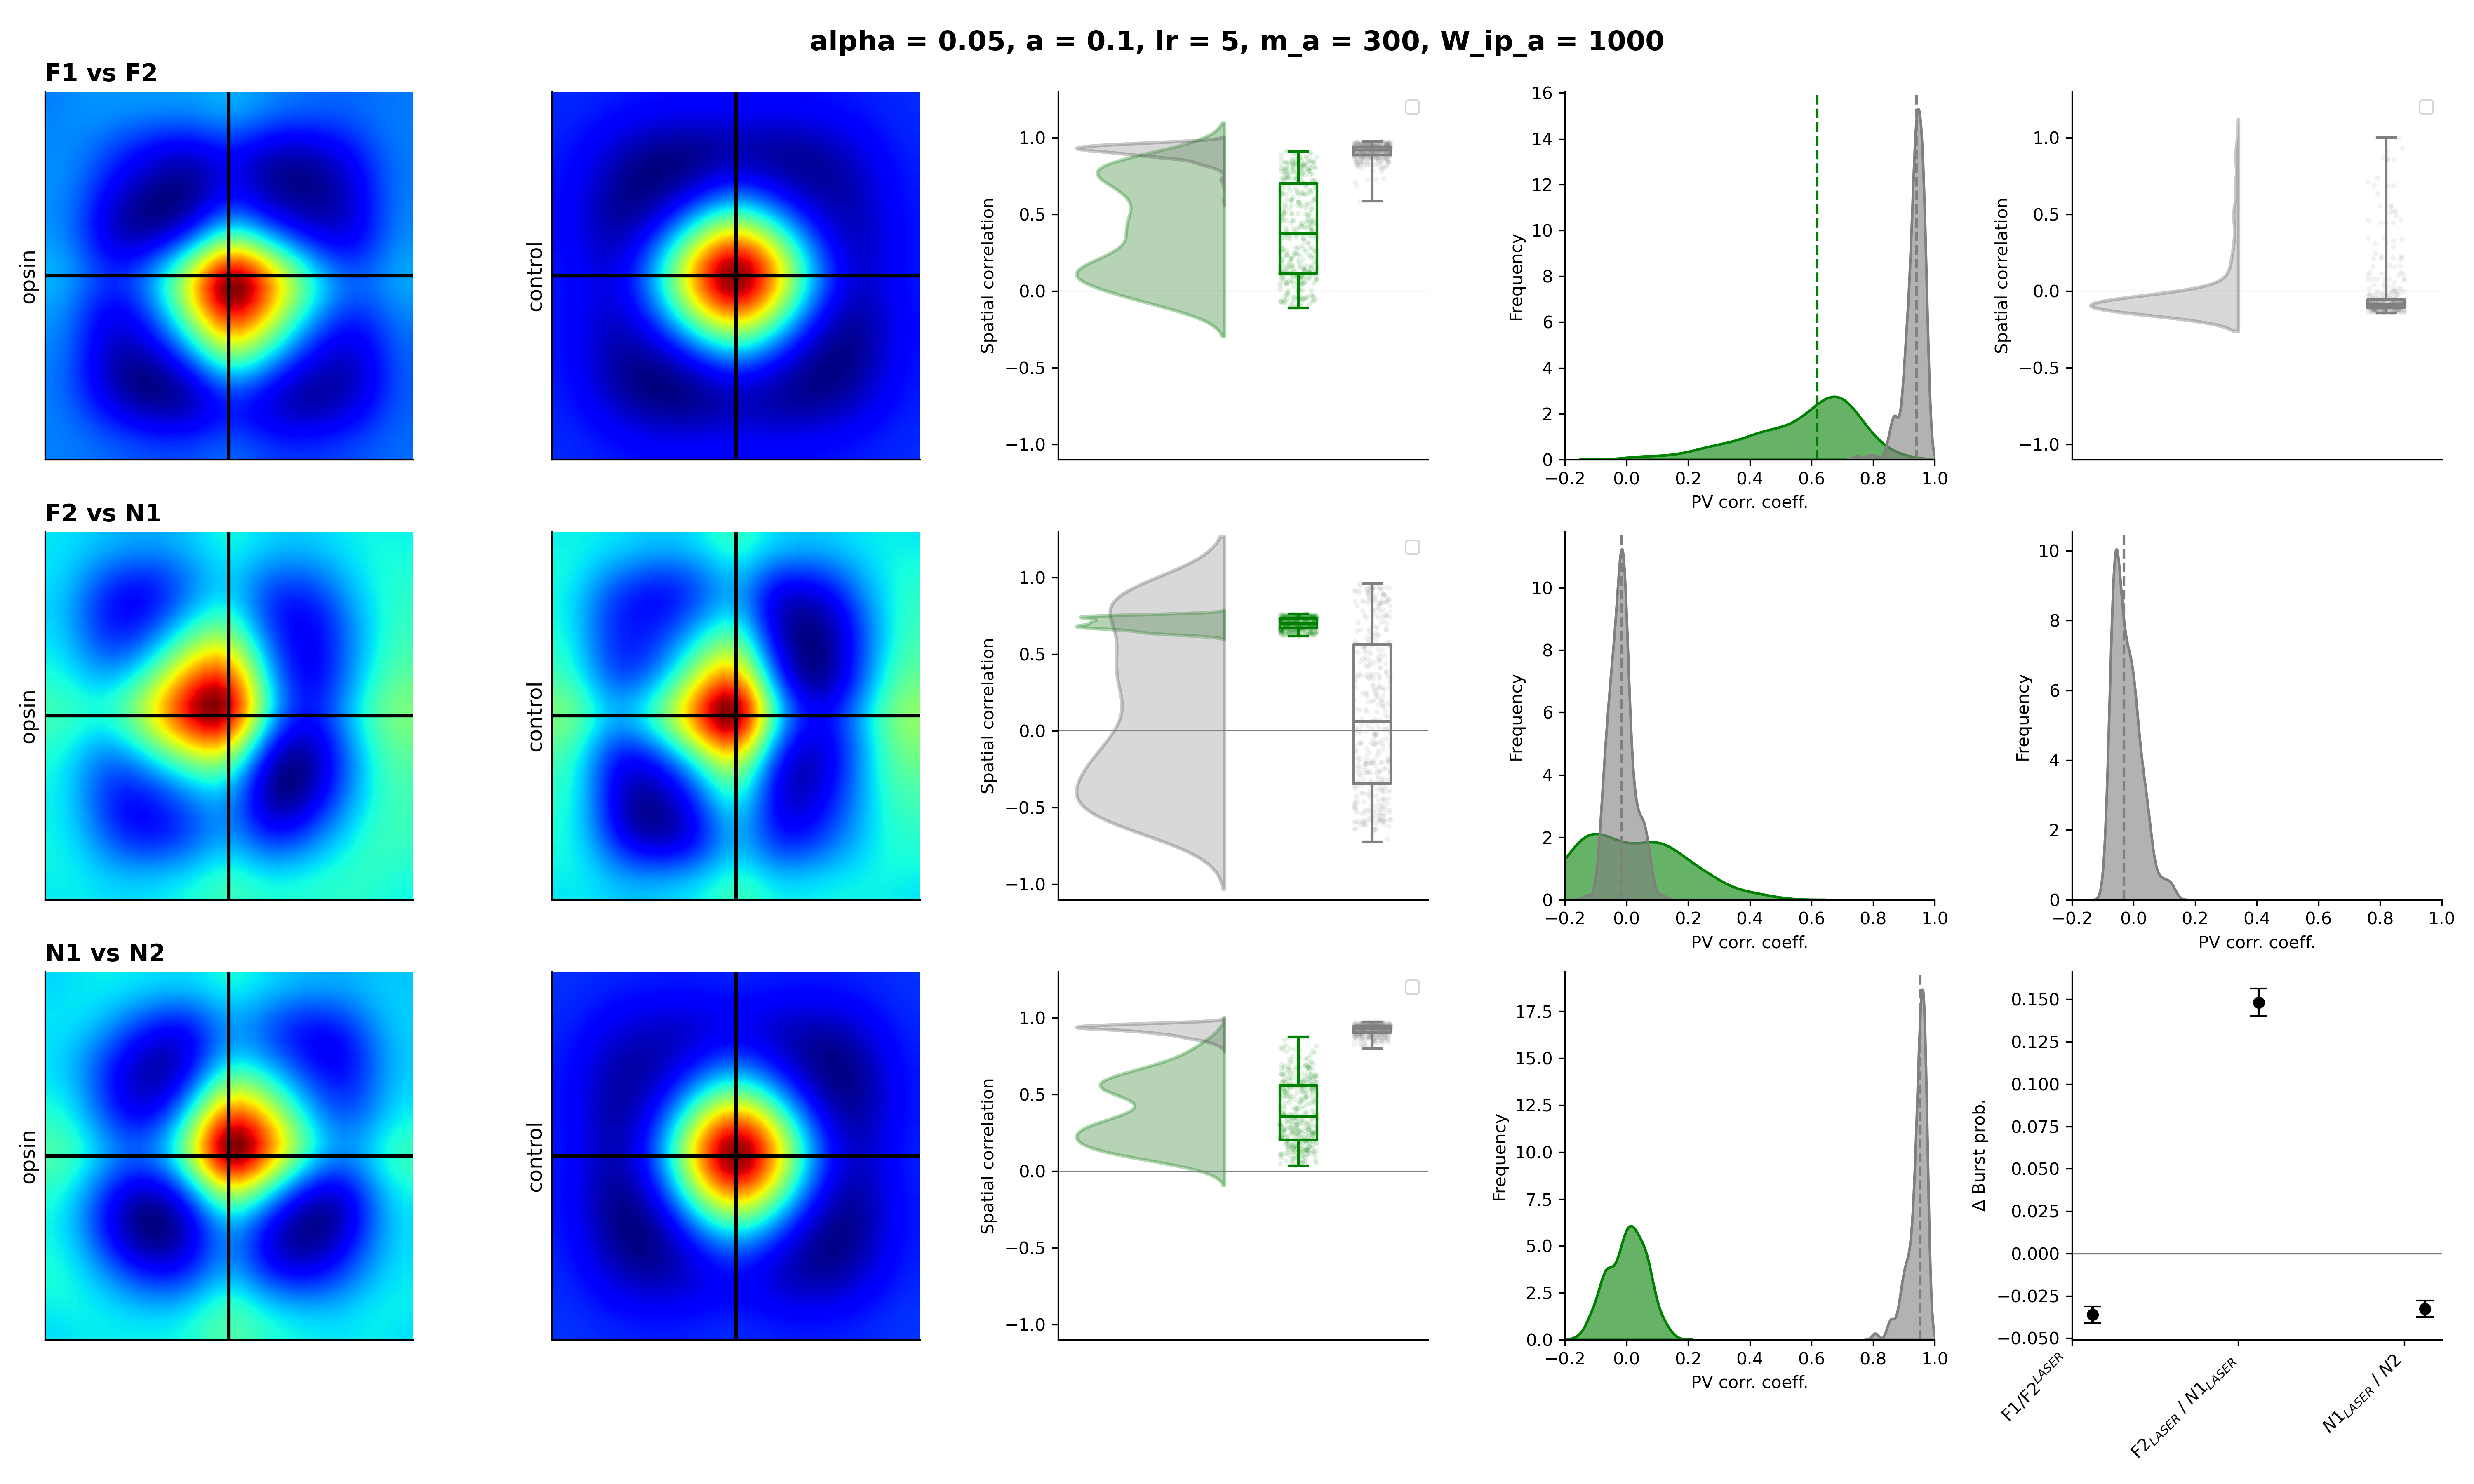 alpha = 0.05, a = 0.1, lr = 5, m_a = 300, W_ip_a = 1000
F1 vs F2
opsin
control
Spatial correlation
1.0
0.5
0.0
−0.5
−1.0
Frequency
16
14
12
10
8
6
4
2
0
−0.2 0.0 0.2 0.4 0.6 0.8 1.0
PV corr. coeff.
Spatial correlation
1.0
0.5
0.0
−0.5
−1.0
F2 vs N1
opsin
control
Spatial correlation
1.0
0.5
0.0
−0.5
−1.0
Frequency
10
8
6
4
2
0
−0.2 0.0 0.2 0.4 0.6 0.8 1.0
PV corr. coeff.
Frequency
10
8
6
4
2
0
−0.2 0.0 0.2 0.4 0.6 0.8 1.0
PV corr. coeff.
N1 vs N2
opsin
control
Spatial correlation
1.0
0.5
0.0
−0.5
−1.0
Frequency
17.5
15.0
12.5
10.0
7.5
5.0
2.5
0.0
−0.2 0.0 0.2 0.4 0.6 0.8 1.0
PV corr. coeff.
Δ Burst prob.
0.150
0.125
0.100
0.075
0.050
0.025
0.000
−0.025
−0.050
F1/F2^LASER
F2_LASER / N1_LASER
N1_LASER / N2